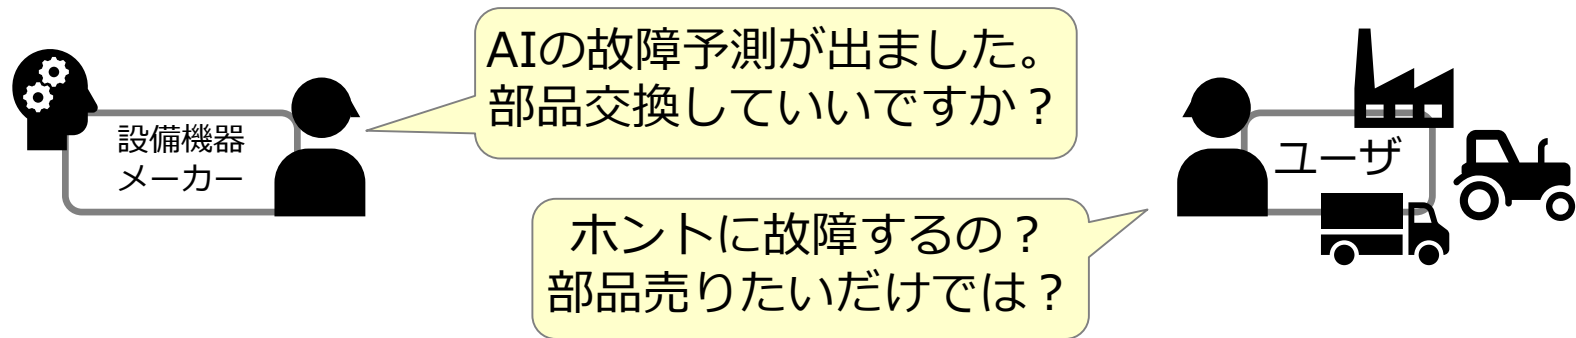 AIの故障予測が出ました。
部品交換していいですか？
設備機器
メーカー
ユーザ
ホントに故障するの？
部品売りたいだけでは？